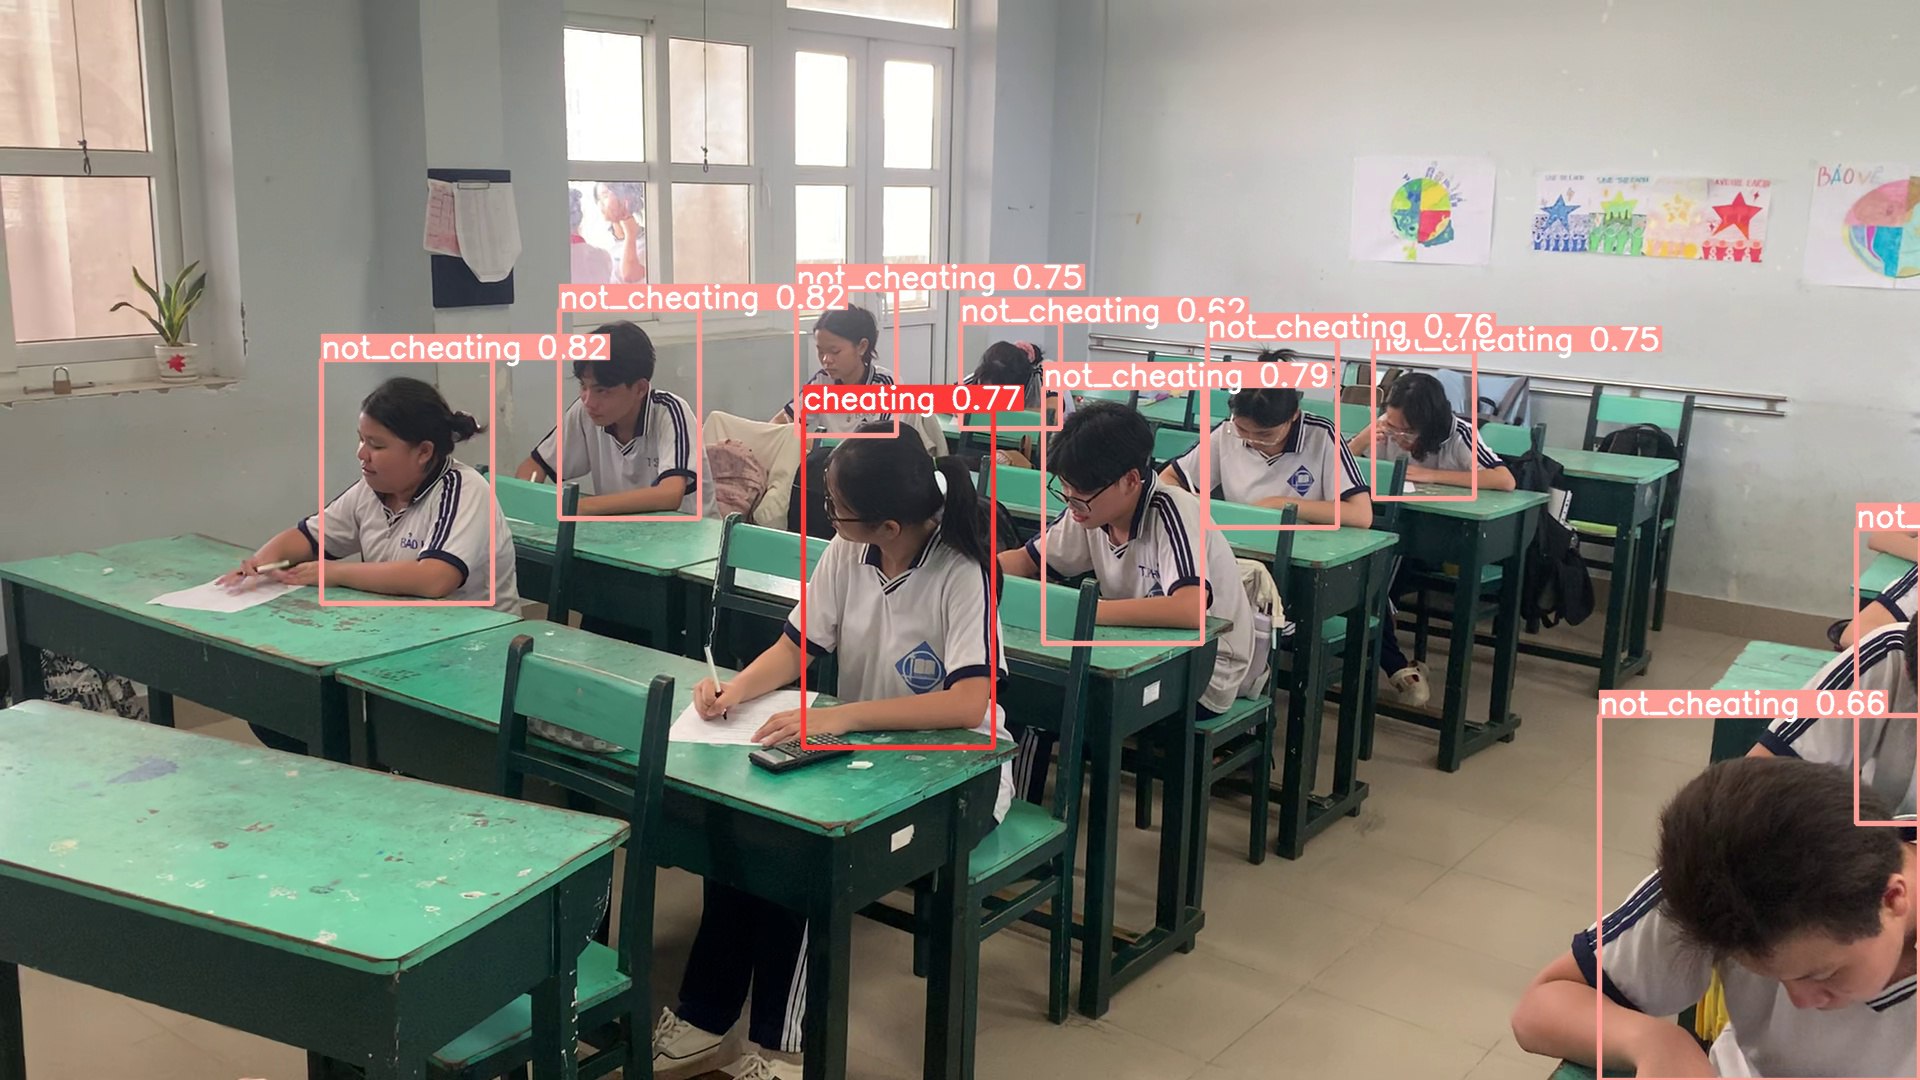 BẢO VỆ
not_cheating 0.75
not_cheating 0.82
not_cheating 0.62
not_cheating 0.76
not_cheating 0.75
not_cheating 0.82
not_cheating 0.79
cheating 0.77
not_
not_cheating 0.66